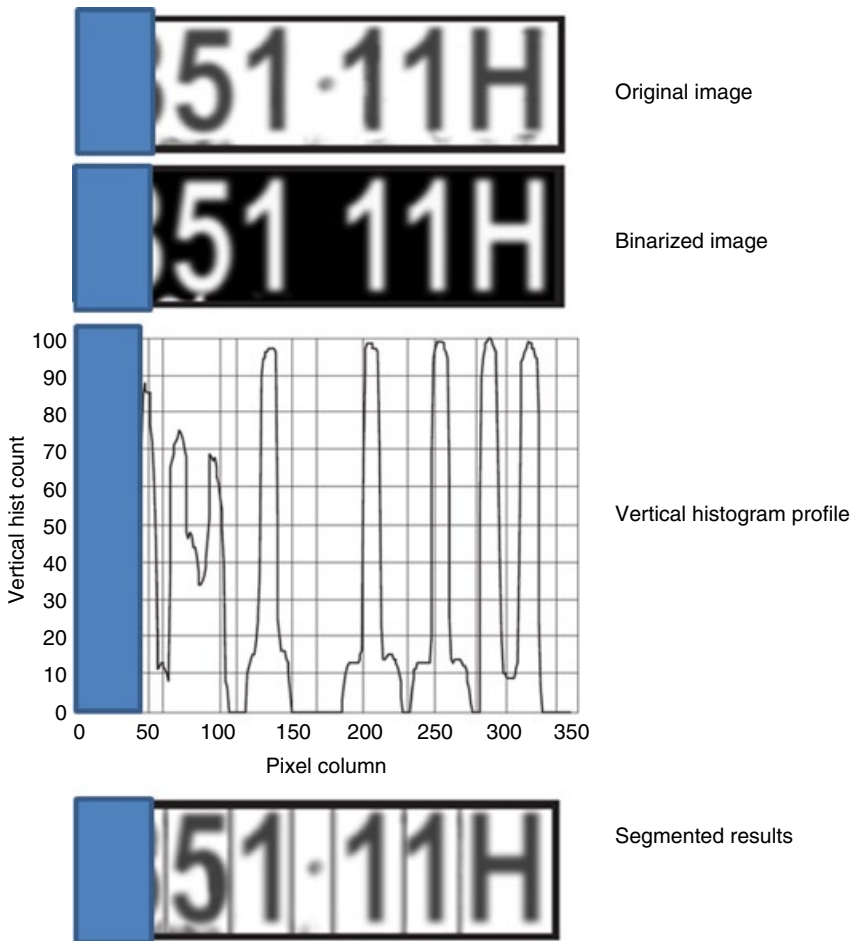 51·11H
Original image
51 11H
Binarized image
Vertical hist count
100
90
80
70
60
50
40
30
20
10
0
0 50 100 150 200 250 300 350
Pixel column
Vertical histogram profile
51·11H
Segmented results